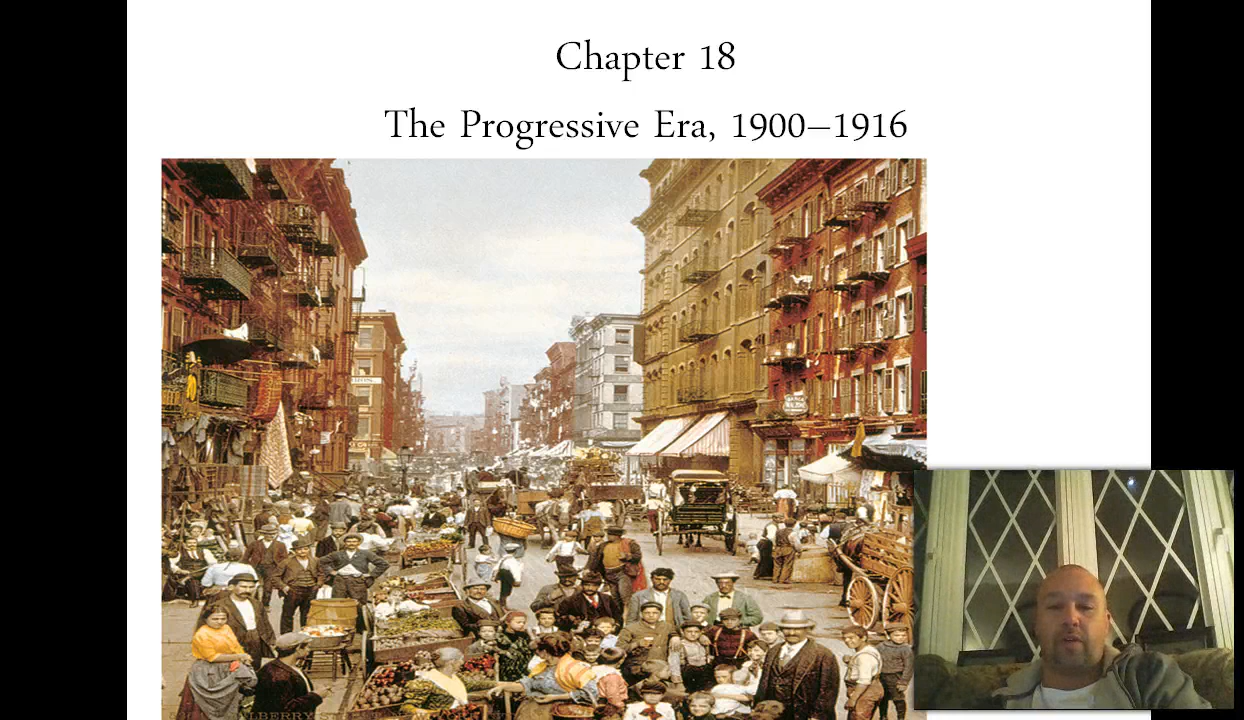 Chapter 18
The Progressive Era, 1900–1916